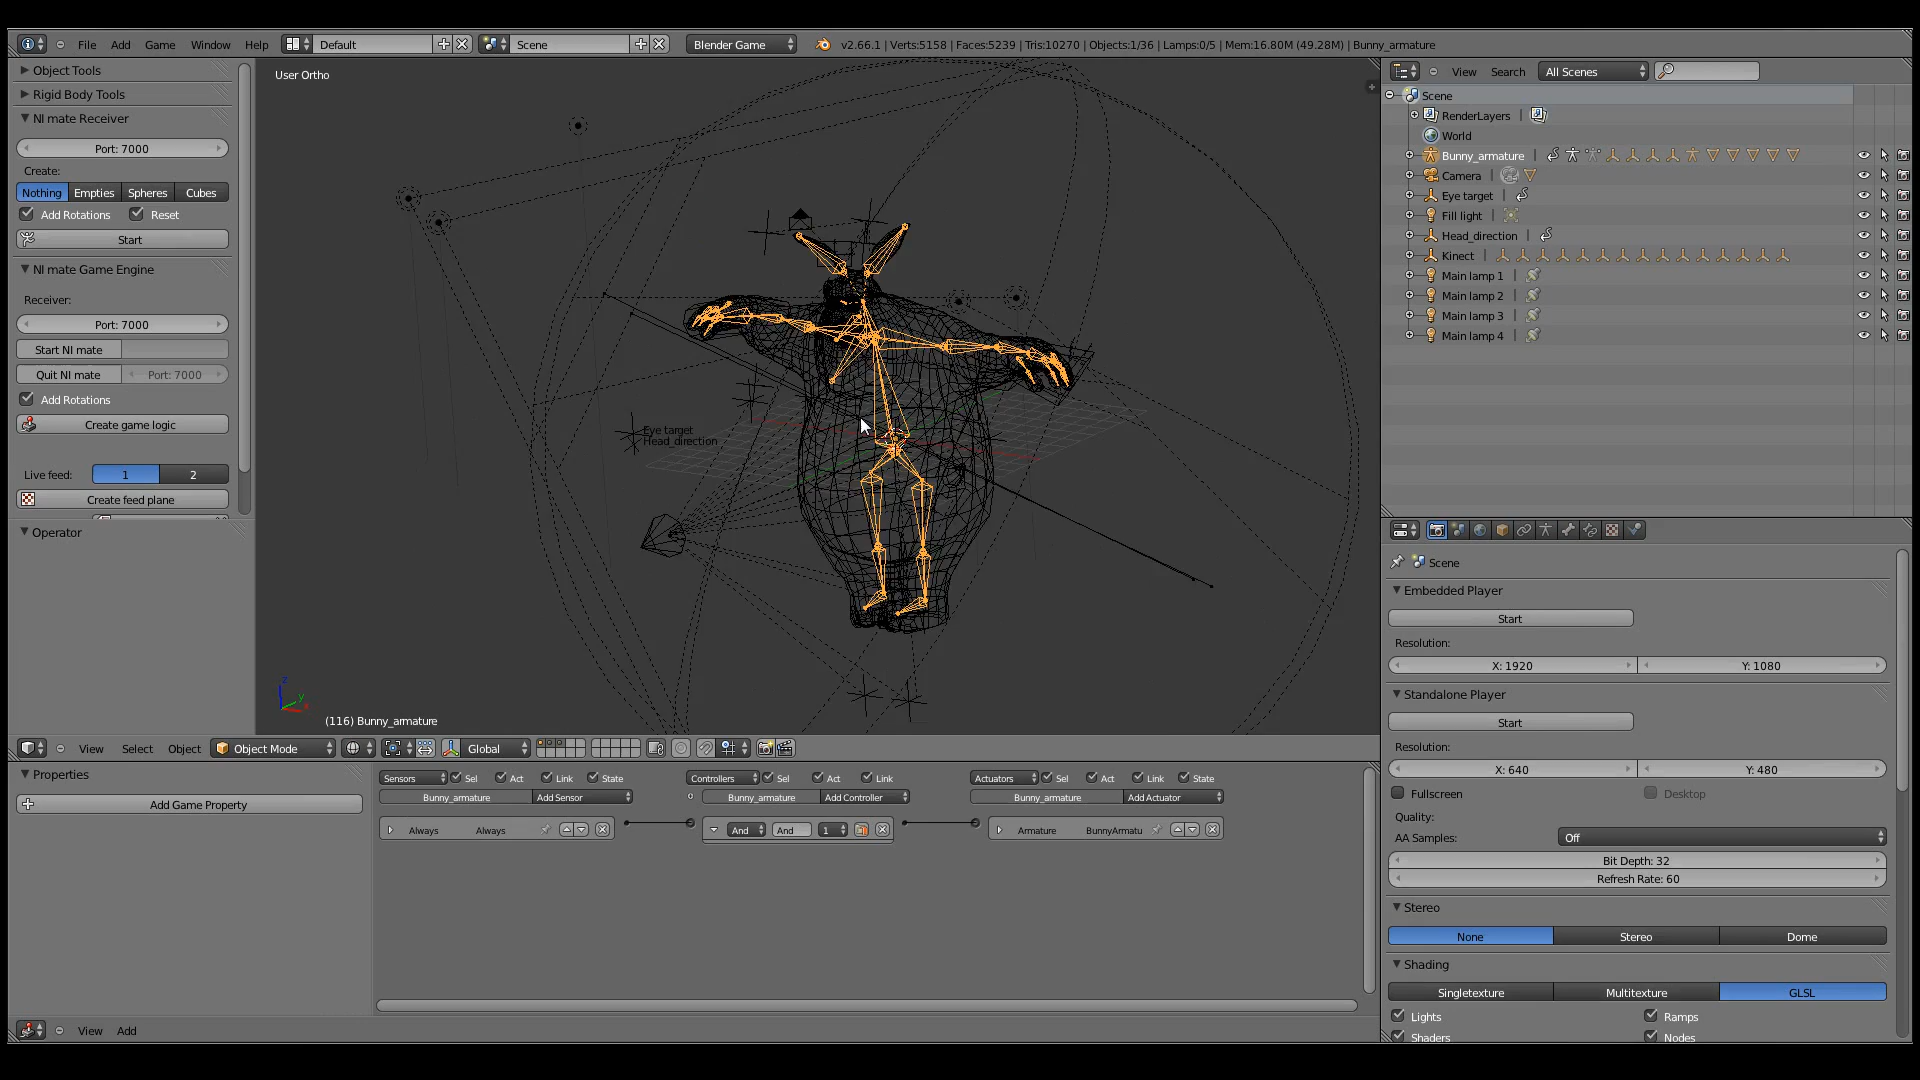 File Add Game Window Help Default Scene Blender Game v2.66.1 | Verts:5158 | Faces:5239 | Tris:10270 | Objects:1/36 | Lamps:0/5 | Mem:16.80M (49.28M) | Bunny_armature
Object Tools
Rigid Body Tools
NI mate Receiver
Port: 7000
Create:
Nothing Empties Spheres Cubes
Add Rotations Reset
Start
NI mate Game Engine
Receiver:
Port: 7000
Start NI mate
Quit NI mate Port: 7000
Add Rotations
Create game logic
Live feed: 1 2
Create feed plane
Operator
User Ortho
Eye target
Head_direction
z
y
(116) Bunny_armature
View Select Object Object Mode Global
View Search All Scenes
Scene
RenderLayers |
World
Bunny_armature |
Camera |
Eye target |
Fill light |
Head_direction |
Kinect |
Main lamp 1 |
Main lamp 2 |
Main lamp 3 |
Main lamp 4 |
Scene
Embedded Player
Start
Resolution:
X: 1920 Y: 1080
Standalone Player
Start
Resolution:
X: 640 Y: 480
Fullscreen Desktop
Quality:
AA Samples: Off
Bit Depth: 32
Refresh Rate: 60
Stereo
None Stereo Dome
Shading
Singletexture Multitexture GLSL
Lights Ramps
Shaders Nodes
Properties
Add Game Property
Sensors Sel Act Link State Controllers Sel Act Link Actuators Sel Act Link State
Bunny_armature Add Sensor Bunny_armature Add Controller Bunny_armature Add Actuator
Always Always And And 1 Armature BunnyArmatu
View Add